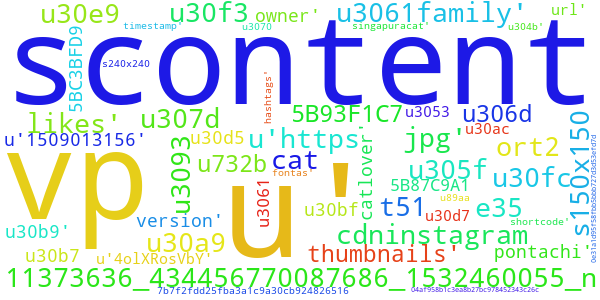 u30e9 u30f3 owner' u3061family' url'
timestamp' u3070 singapuracat' u304b'
scontent
5BC3BFD9
s240x240
hashtags'
likes' u307d 5B93F1C7 u3053 u306d
u'1509013156' u3093 u30d5 u'https jpg' u30ac ort2 s150x150
vp u732b cat catlover' u305f u30fc
fontas' 5B87C9A1 u89aa
u' u3061 u30bf t51 u30d7 e35 shortcode'
u30b9' version' u30a9 cdninstagram
u30b7 u'4olXRosVbY' thumbnails' pontachi'
11373636_434456770087686_1532460055_n
7b7f2fdd25fba3a1c9a30cb924826516 04af958b1c3ea8b27bc978452343c26c